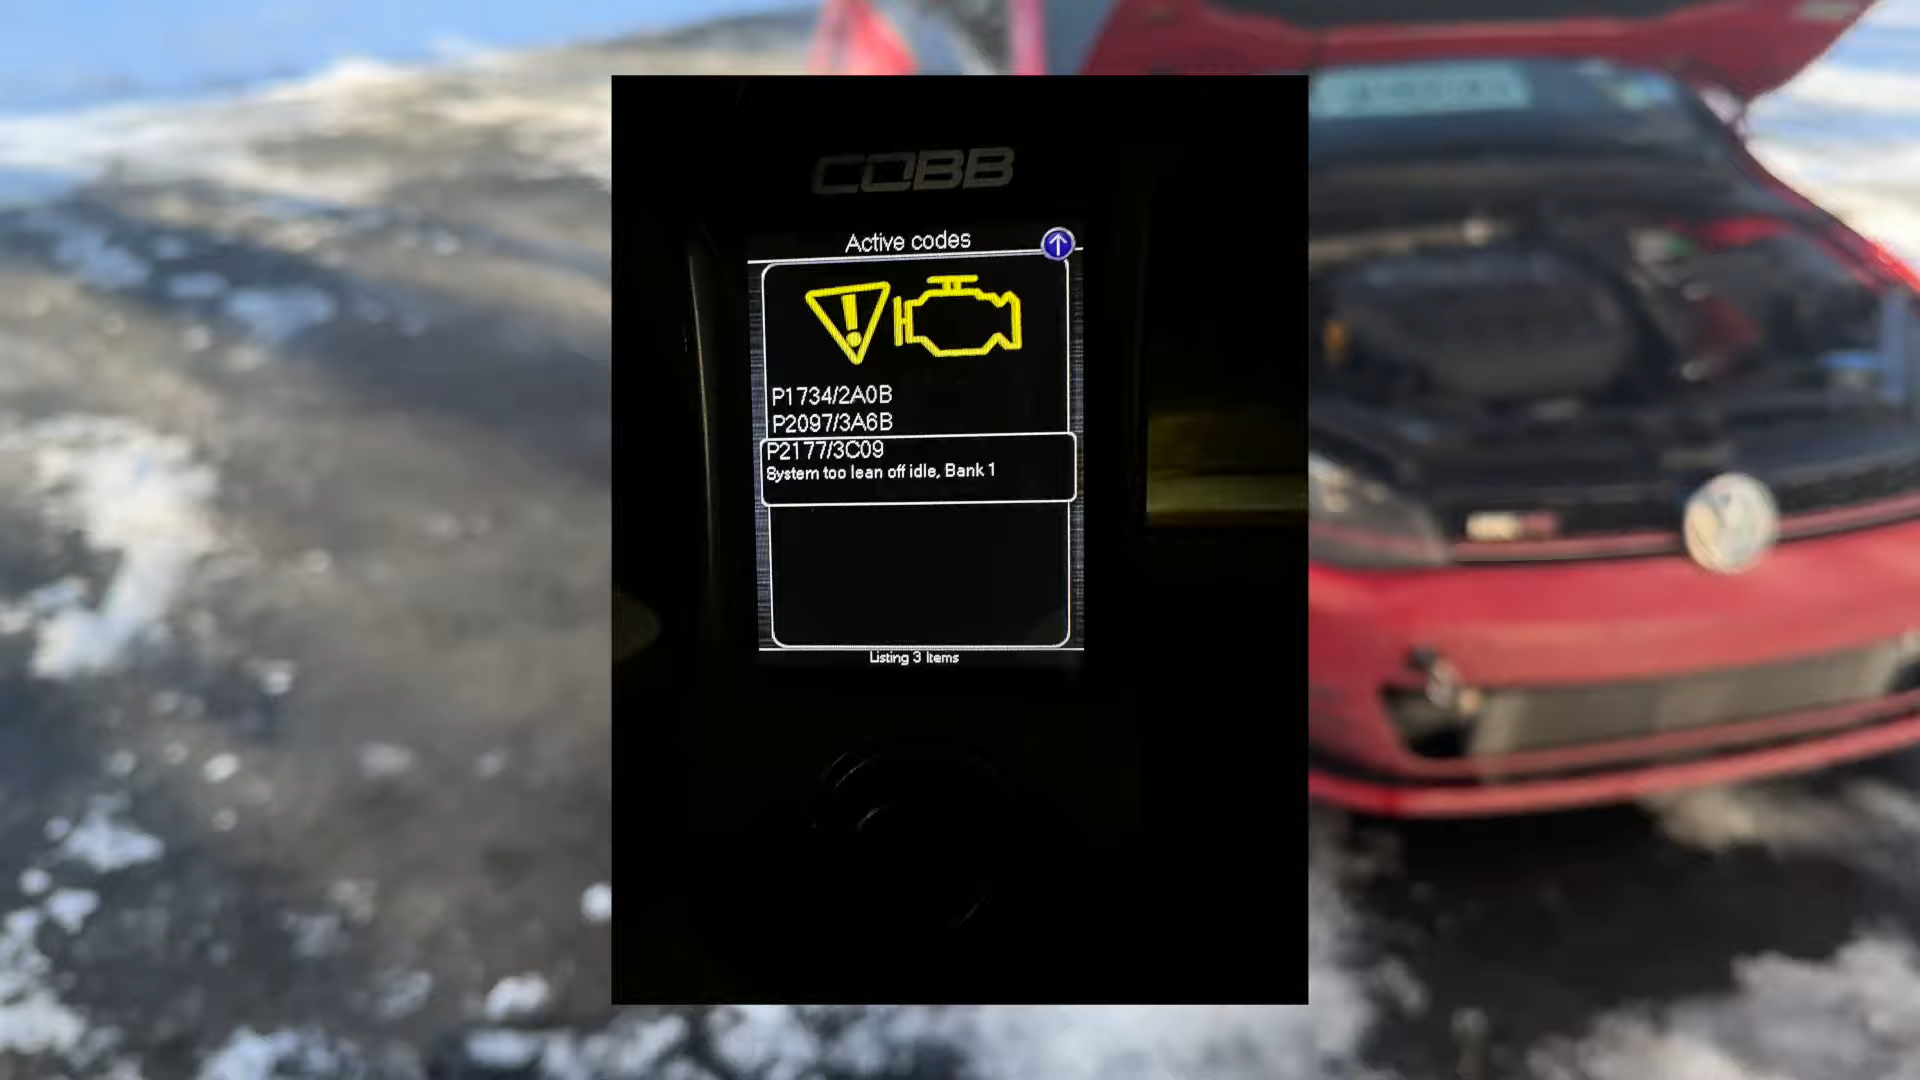 COBB
Active codes
P1734/2A0B
P2097/3A6B
P2177/3C09
System too lean off idle, Bank 1
Listing 3 Items